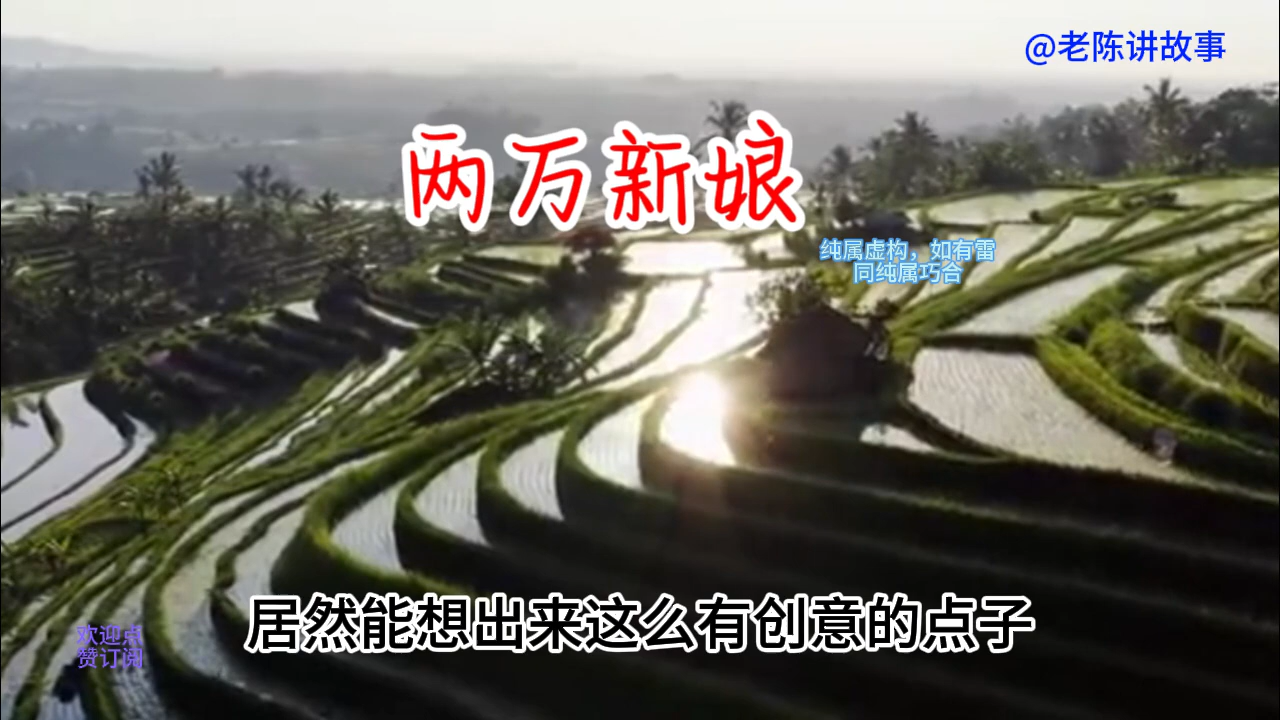 @老陈讲故事
两万新娘
纯属虚构，如有雷
同纯属巧合
居然能想出来这么有创意的点子
欢迎点
赞订阅